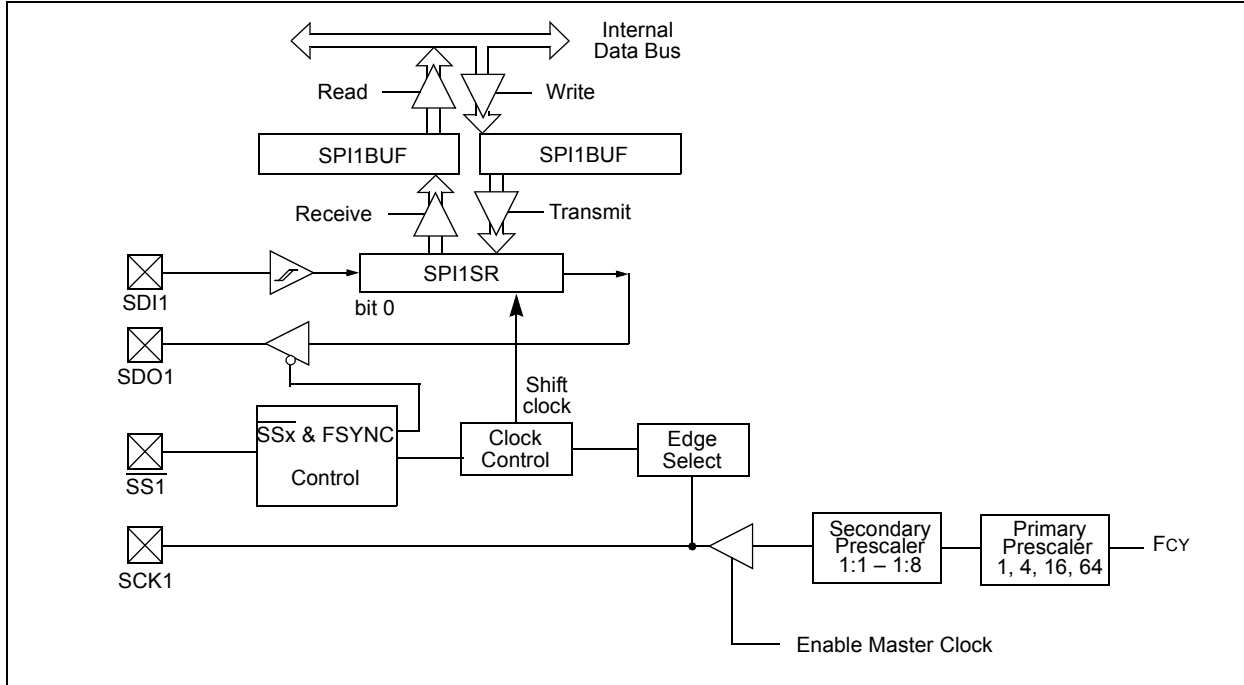 Internal
Data Bus
Read
Write
SPI1BUF
SPI1BUF
Receive
Transmit
SPI1SR
bit 0
SDI1
SDO1
Shift
clock
SSx & FSYNC
Control
Clock
Control
Edge
Select
SS1
SCK1
Secondary
Prescaler
1:1 – 1:8
Primary
Prescaler
1, 4, 16, 64
FCY
Enable Master Clock